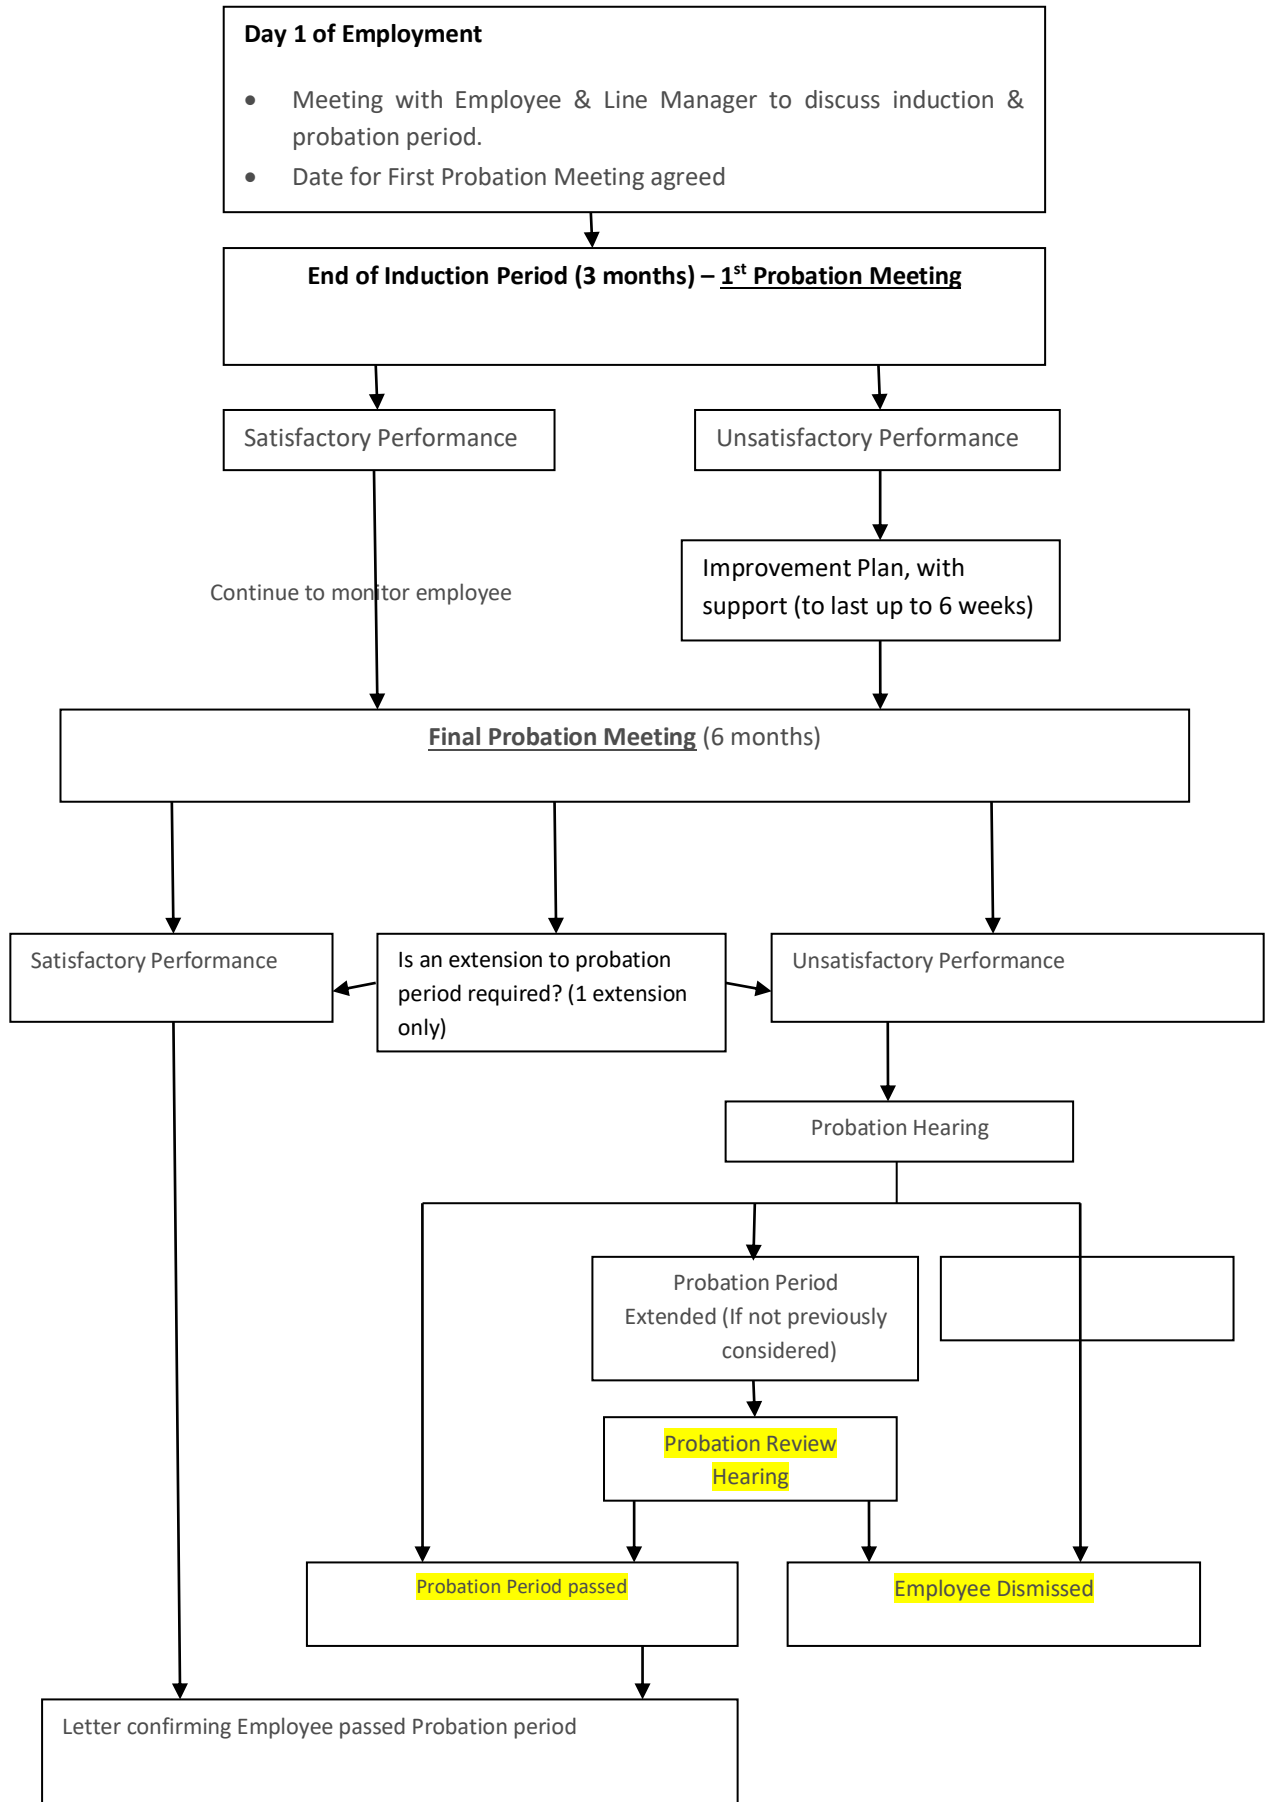 Day 1 of Employment
• Meeting with Employee & Line Manager to discuss induction &
probation period.
• Date for First Probation Meeting agreed
End of Induction Period (3 months) – 1st Probation Meeting
Satisfactory Performance
Unsatisfactory Performance
Improvement Plan, with
support (to last up to 6 weeks)
Continue to monitor employee
Final Probation Meeting (6 months)
Satisfactory Performance
Is an extension to probation
period required? (1 extension
only)
Unsatisfactory Performance
Probation Hearing
Probation Period
Extended (If not previously
considered)
Probation Review
Hearing
Probation Period passed
Employee Dismissed
Letter confirming Employee passed Probation period